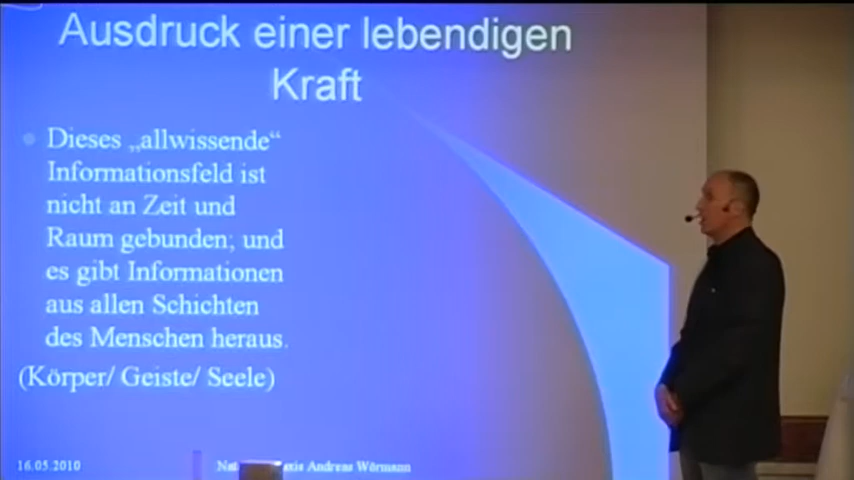 Ausdruck einer lebendigen
Kraft
Dieses „allwissende“
Informationsfeld ist
nicht an Zeit und
Raum gebunden; und
es gibt Informationen
aus allen Schichten
des Menschen heraus.
(Körper/ Geiste/ Seele)
16.05.2010
Andreas Wörmann